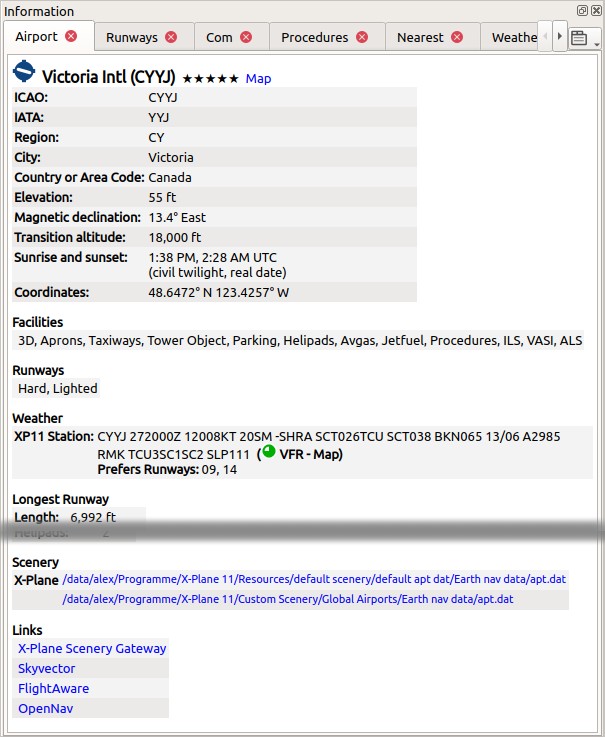 Information
Airport Runways Com Procedures Nearest Weathe
Victoria Intl (CYYJ) ★★★★★ Map
ICAO: CYYJ
IATA: YYJ
Region: CY
City: Victoria
Country or Area Code: Canada
Elevation: 55 ft
Magnetic declination: 13.4° East
Transition altitude: 18,000 ft
Sunrise and sunset: 1:38 PM, 2:28 AM UTC
(civil twilight, real date)
Coordinates: 48.6472° N 123.4257° W
Facilities
3D, Aprons, Taxiways, Tower Object, Parking, Helipads, Avgas, Jetfuel, Procedures, ILS, VASI, ALS
Runways
Hard, Lighted
Weather
XP11 Station: CYYJ 272000Z 12008KT 20SM -SHRA SCT026TCU SCT038 BKN065 13/06 A2985
RMK TCU3SC1SC2 SLP111 (VFR - Map)
Prefers Runways: 09, 14
Longest Runway
Length: 6,992 ft
Scenery
X-Plane /data/alex/Programme/X-Plane 11/Resources/default scenery/default apt dat/Earth nav data/apt.dat
/data/alex/Programme/X-Plane 11/Custom Scenery/Global Airports/Earth nav data/apt.dat
Links
X-Plane Scenery Gateway
Skyvector
FlightAware
OpenNav